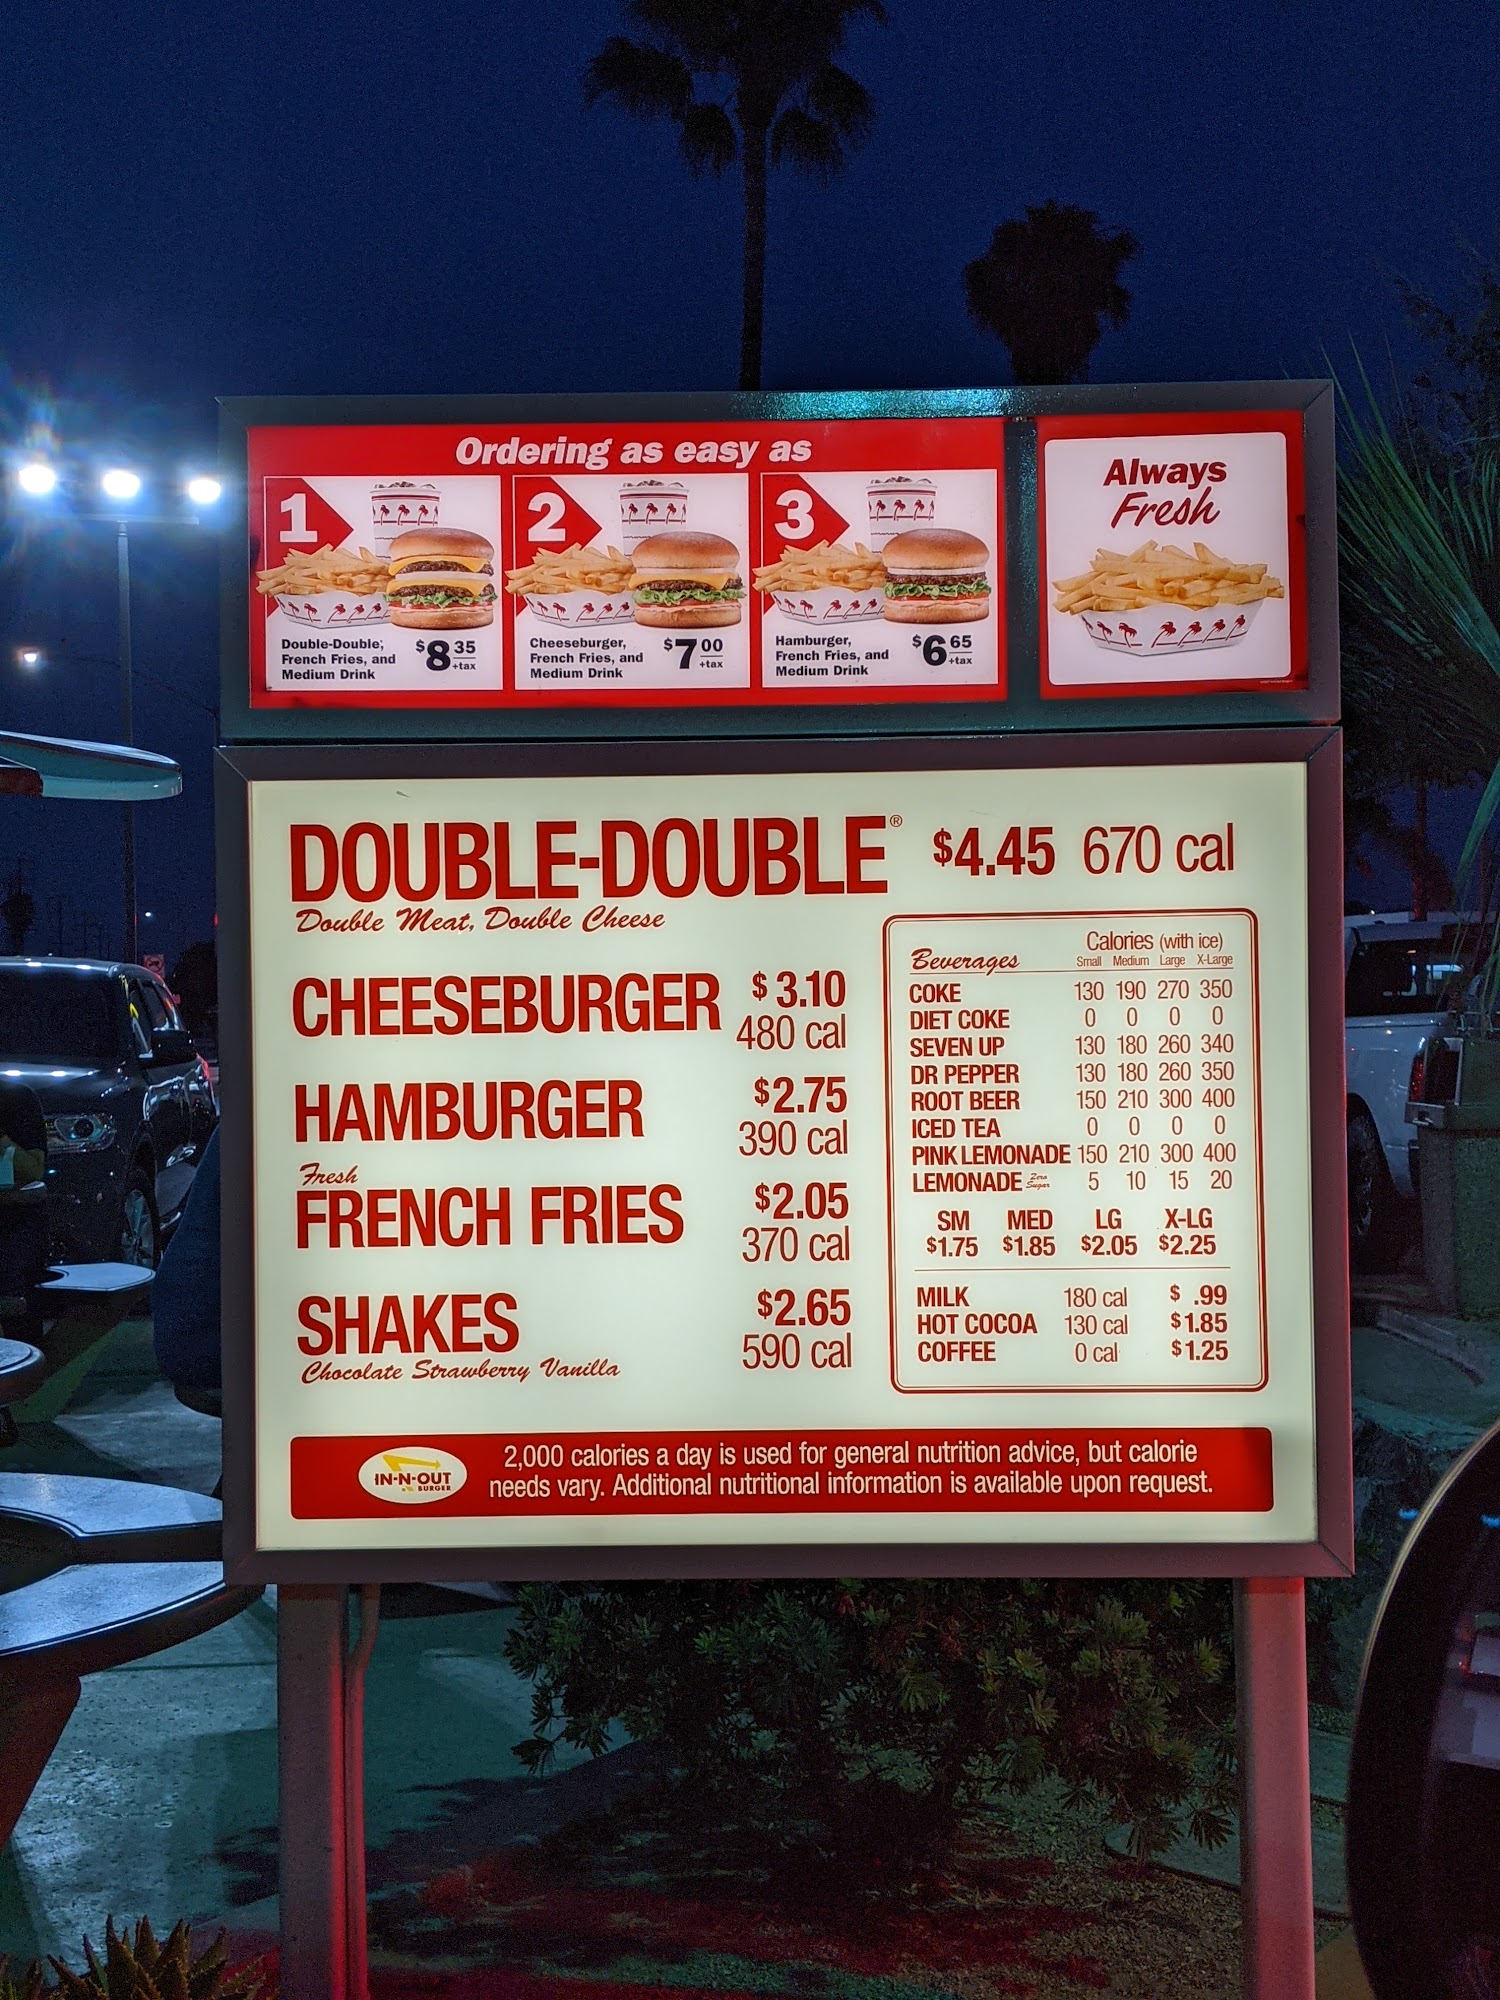 Ordering as easy as
1
Double-Double,
French Fries, and
Medium Drink
$8 35
+tax
2
Cheeseburger,
French Fries, and
Medium Drink
$7 00
+tax
3
Hamburger,
French Fries, and
Medium Drink
$6 65
+tax
Always
Fresh
DOUBLE-DOUBLE® $4.45 670 cal
Double Meat, Double Cheese
CHEESEBURGER $3.10
480 cal
HAMBURGER $2.75
390 cal
Fresh
FRENCH FRIES $2.05
370 cal
SHAKES $2.65
590 cal
Chocolate Strawberry Vanilla
Calories (with ice)
Beverages Small Medium Large X-Large
COKE 130 190 270 350
DIET COKE 0 0 0 0
SEVEN UP 130 180 260 340
DR PEPPER 130 180 260 350
ROOT BEER 150 210 300 400
ICED TEA 0 0 0 0
PINK LEMONADE 150 210 300 400
LEMONADE Zero Sugar 5 10 15 20
SM MED LG X-LG
$1.75 $1.85 $2.05 $2.25
MILK 180 cal $ .99
HOT COCOA 130 cal $1.85
COFFEE 0 cal $1.25
IN-N-OUT
BURGER
2,000 calories a day is used for general nutrition advice, but calorie
needs vary. Additional nutritional information is available upon request.